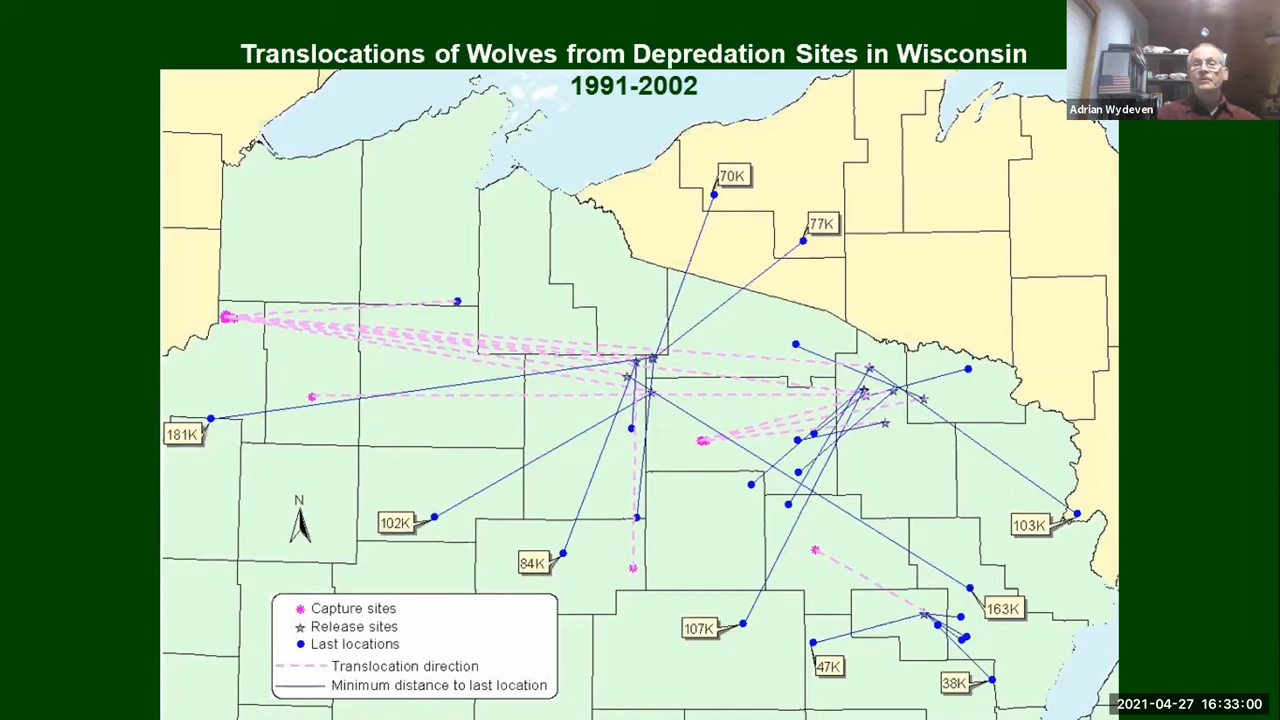 Translocations of Wolves from Depredation Sites in Wisconsin
1991-2002
Adrian Wydeven
70K
77K
181K
N
102K
103K
84K
163K
107K
47K
38K
Capture sites
Release sites
Last locations
Translocation direction
Minimum distance to last location
2021-04-27 16:33:00